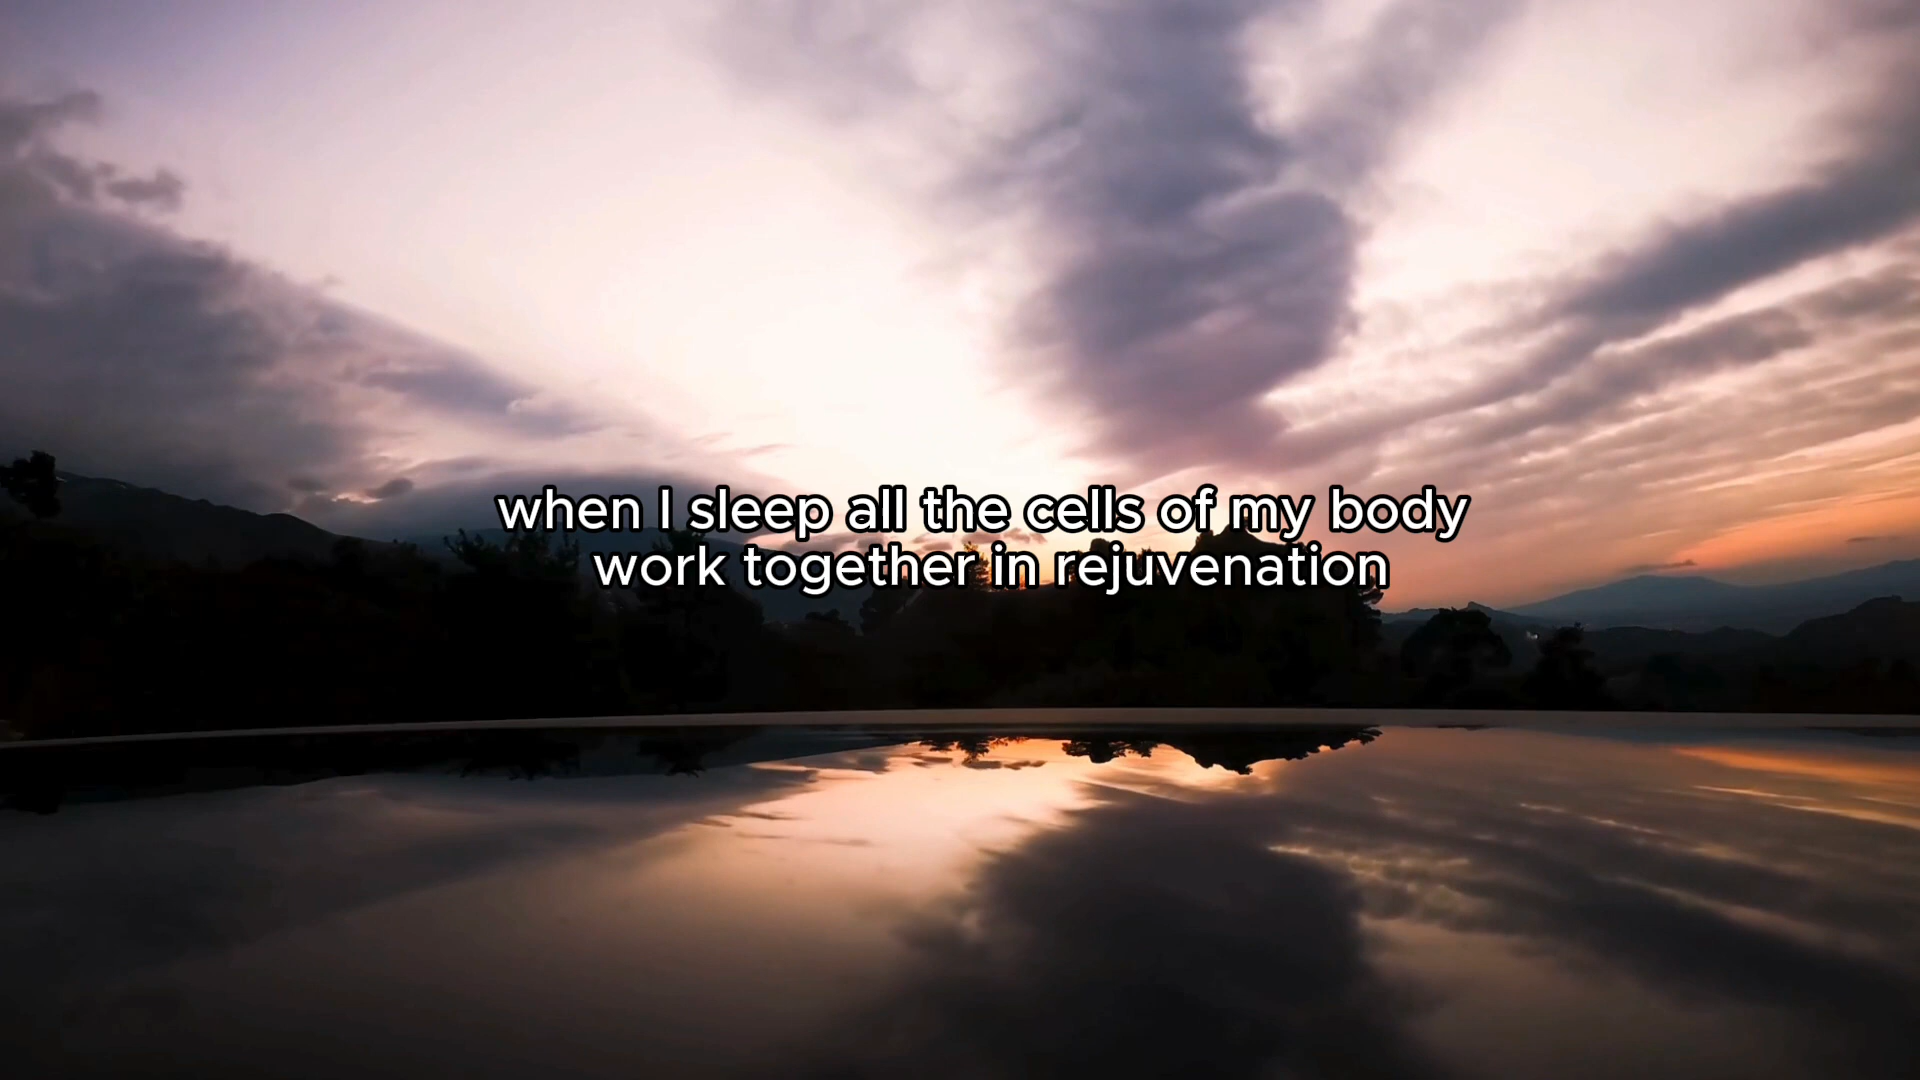 when I sleep all the cells of my body
work together in rejuvenation